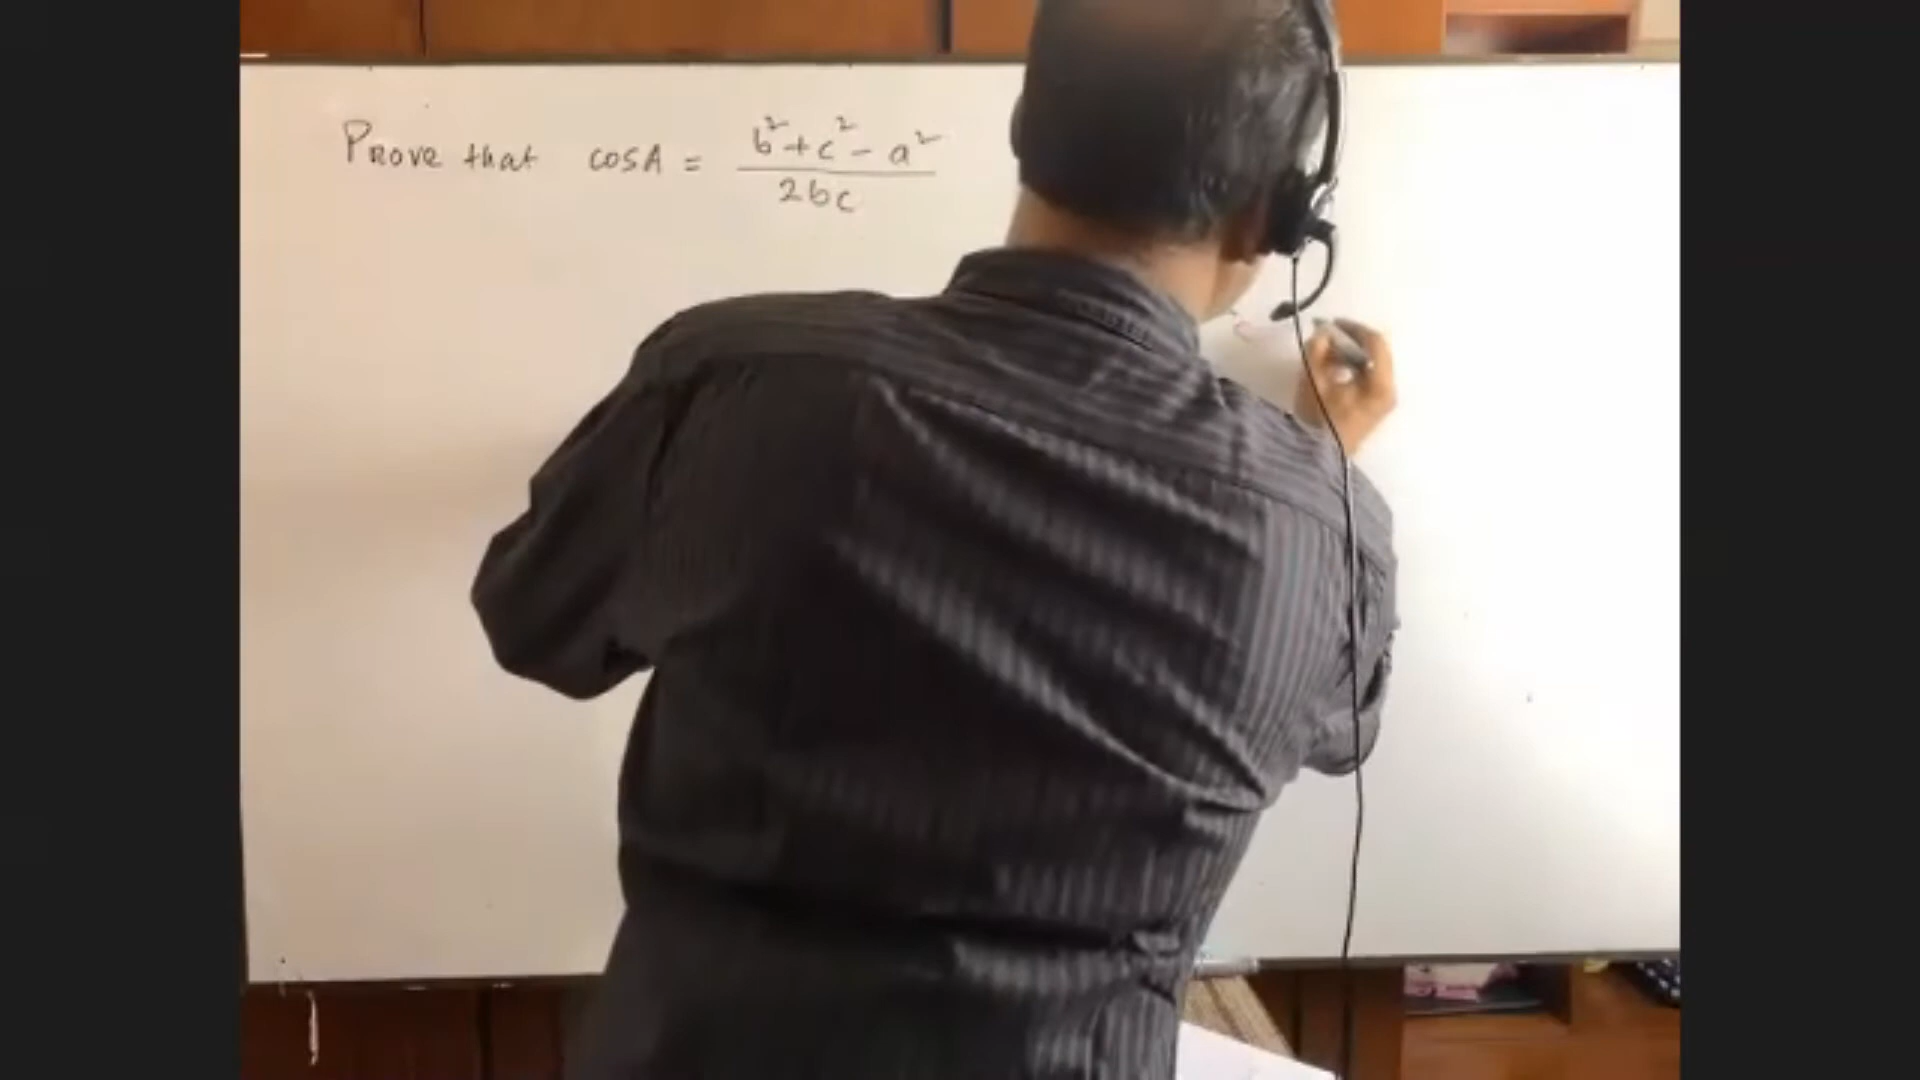 Prove that cosA = b²+c²-a² / 2bc